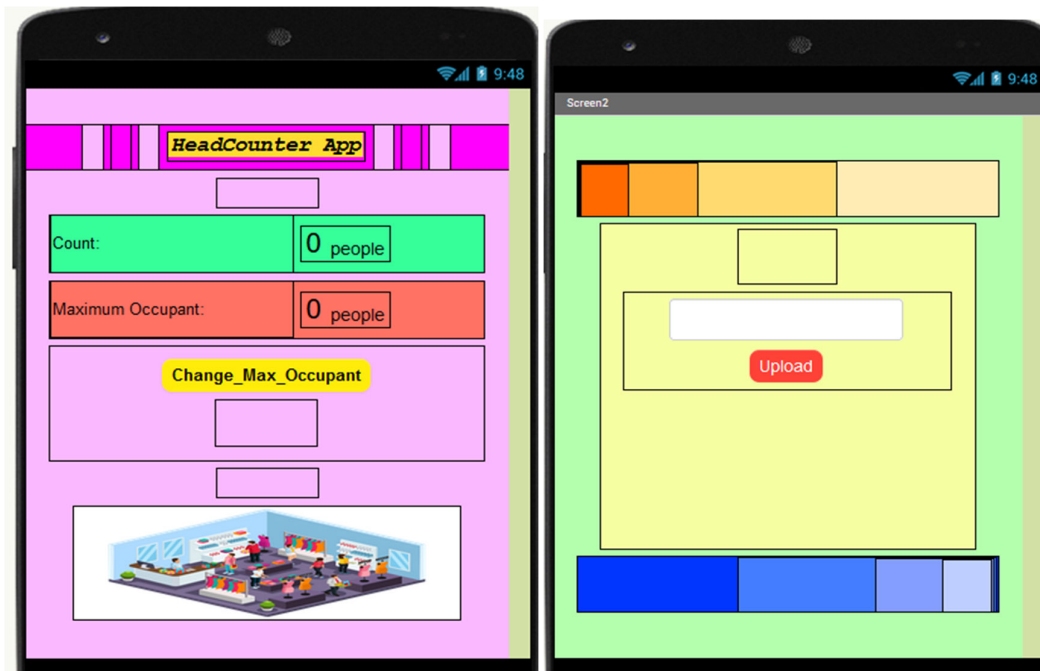 9:48
HeadCounter App
Count:
0 people
Maximum Occupant:
0 people
Change_Max_Occupant
9:48
Screen2
Upload